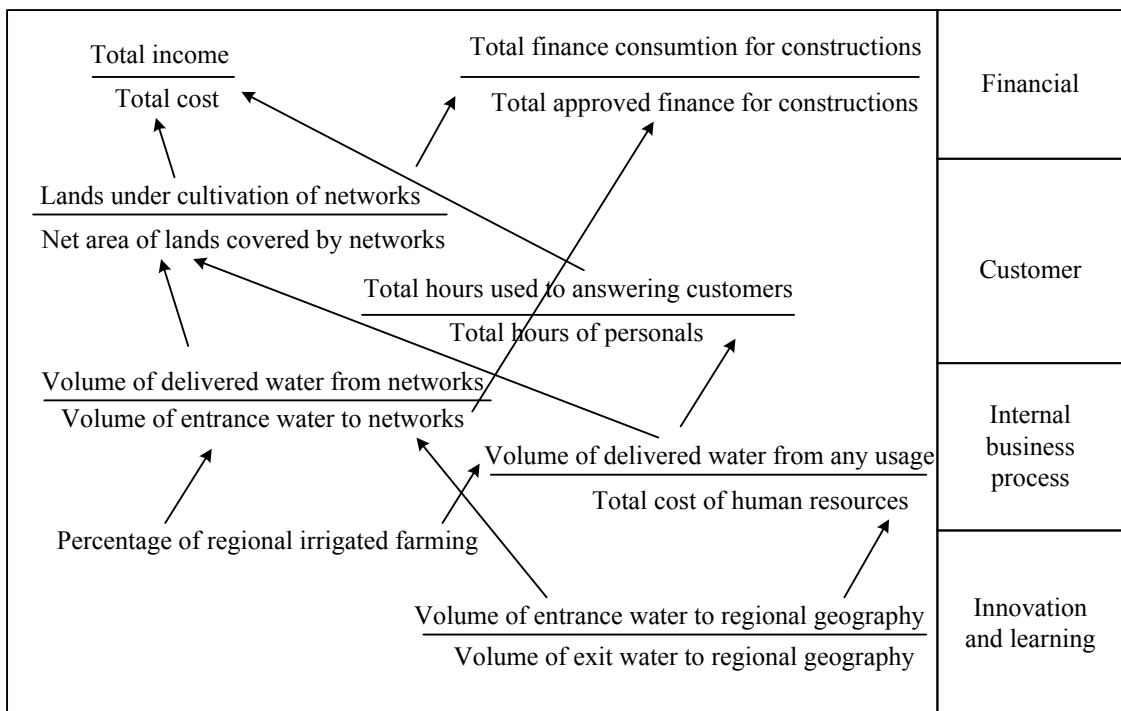 Total income
Total cost
Total finance consumtion for constructions
Total approved finance for constructions
Financial
Lands under cultivation of networks
Net area of lands covered by networks
Total hours used to answering customers
Total hours of personals
Customer
Volume of delivered water from networks
Volume of entrance water to networks
Volume of delivered water from any usage
Total cost of human resources
Internal
business
process
Percentage of regional irrigated farming
Volume of entrance water to regional geography
Volume of exit water to regional geography
Innovation
and learning